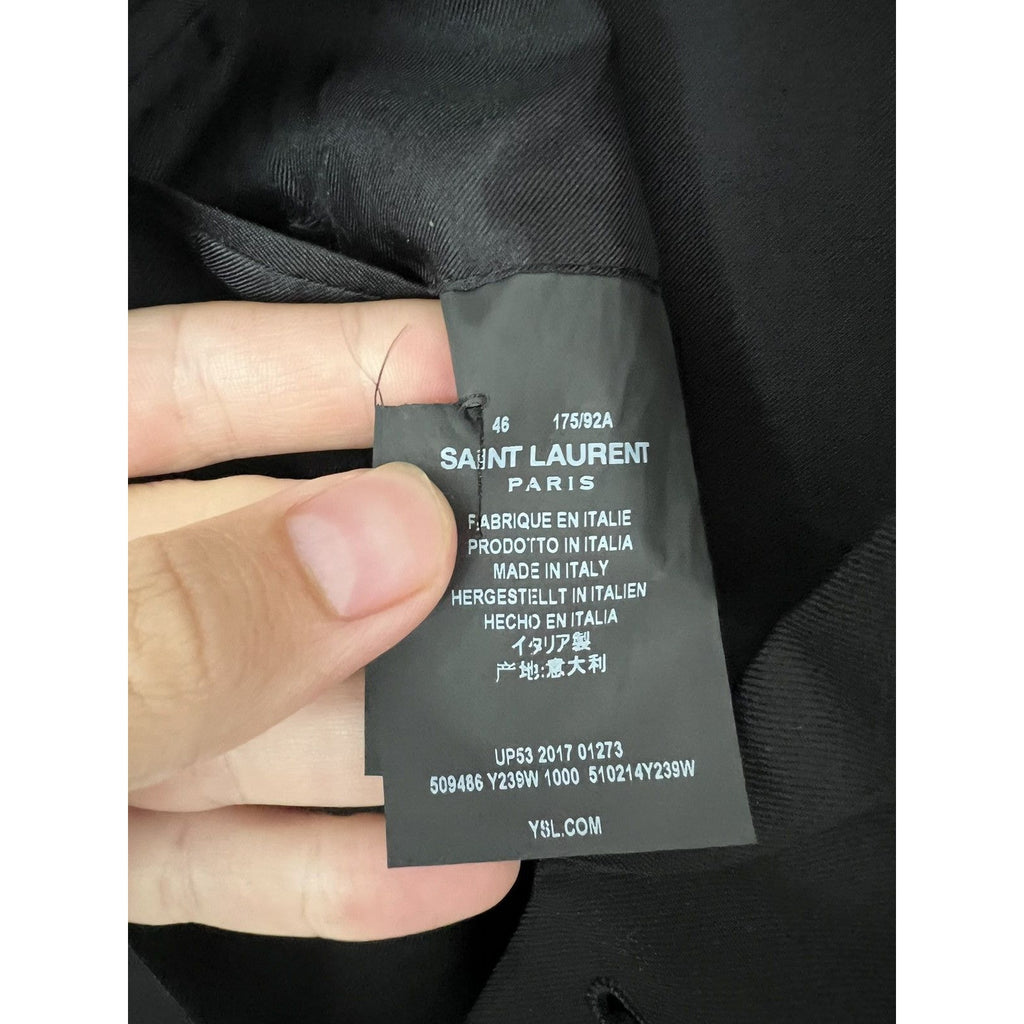 46 175/92A
SAINT LAURENT
PARIS
FABRIQUE EN ITALIE
PRODOTTO IN ITALIA
MADE IN ITALY
HERGESTELLT IN ITALIEN
HECHO EN ITALIA
イタリア製
产地:意大利
UP53 2017 01273
509486 Y239W 1000 510214Y239W
YSL.COM